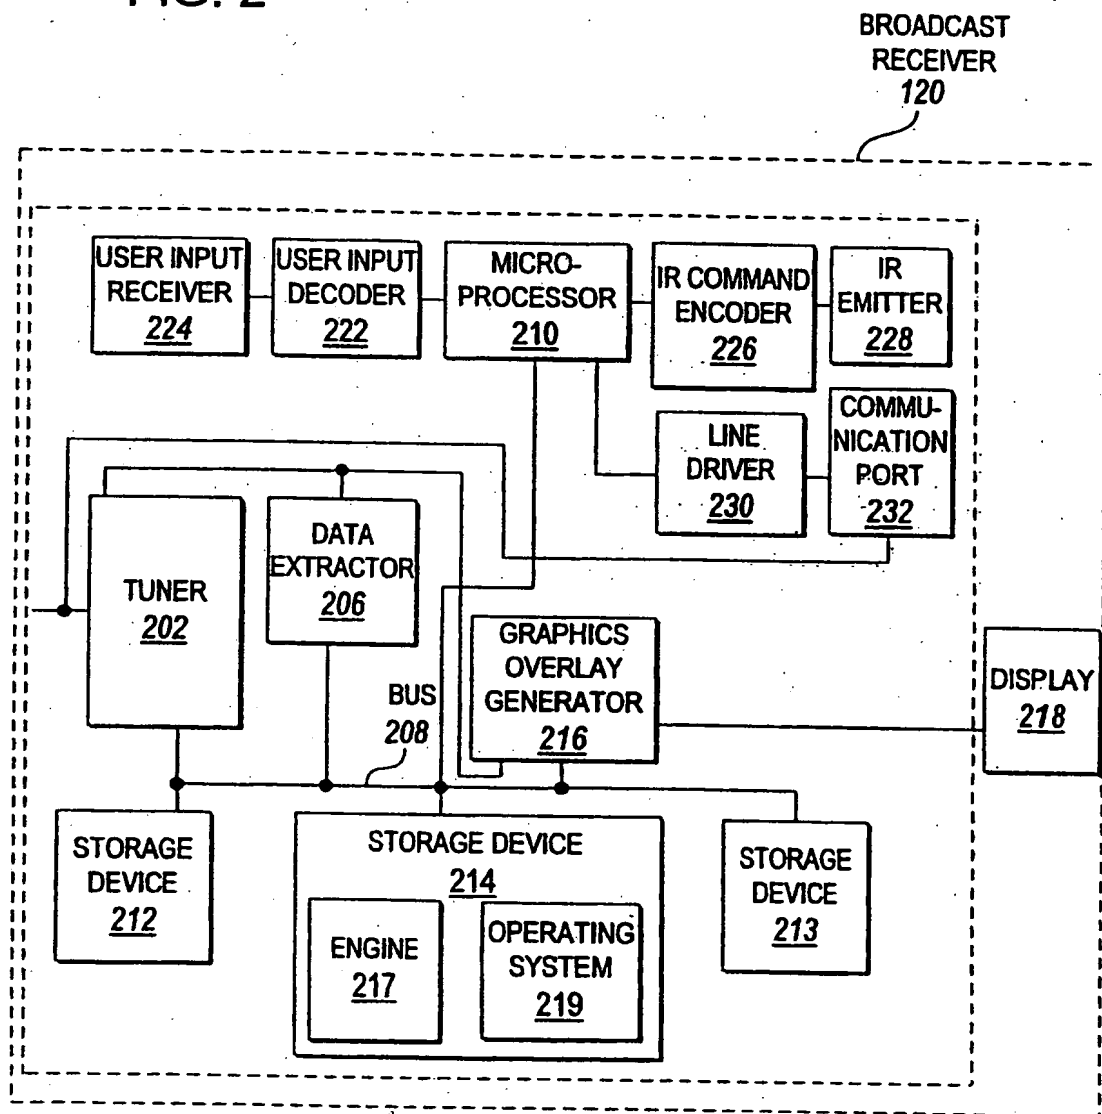 FIG. 2
BROADCAST
RECEIVER
120
USER INPUT
RECEIVER
224
USER INPUT
DECODER
222
MICRO-
PROCESSOR
210
IR COMMAND
ENCODER
226
IR
EMITTER
228
LINE
DRIVER
230
COMMU-
NICATION
PORT
232
TUNER
202
DATA
EXTRACTOR
206
GRAPHICS
OVERLAY
GENERATOR
216
DISPLAY
218
BUS
208
STORAGE
DEVICE
212
STORAGE DEVICE
214
ENGINE
217
OPERATING
SYSTEM
219
STORAGE
DEVICE
213